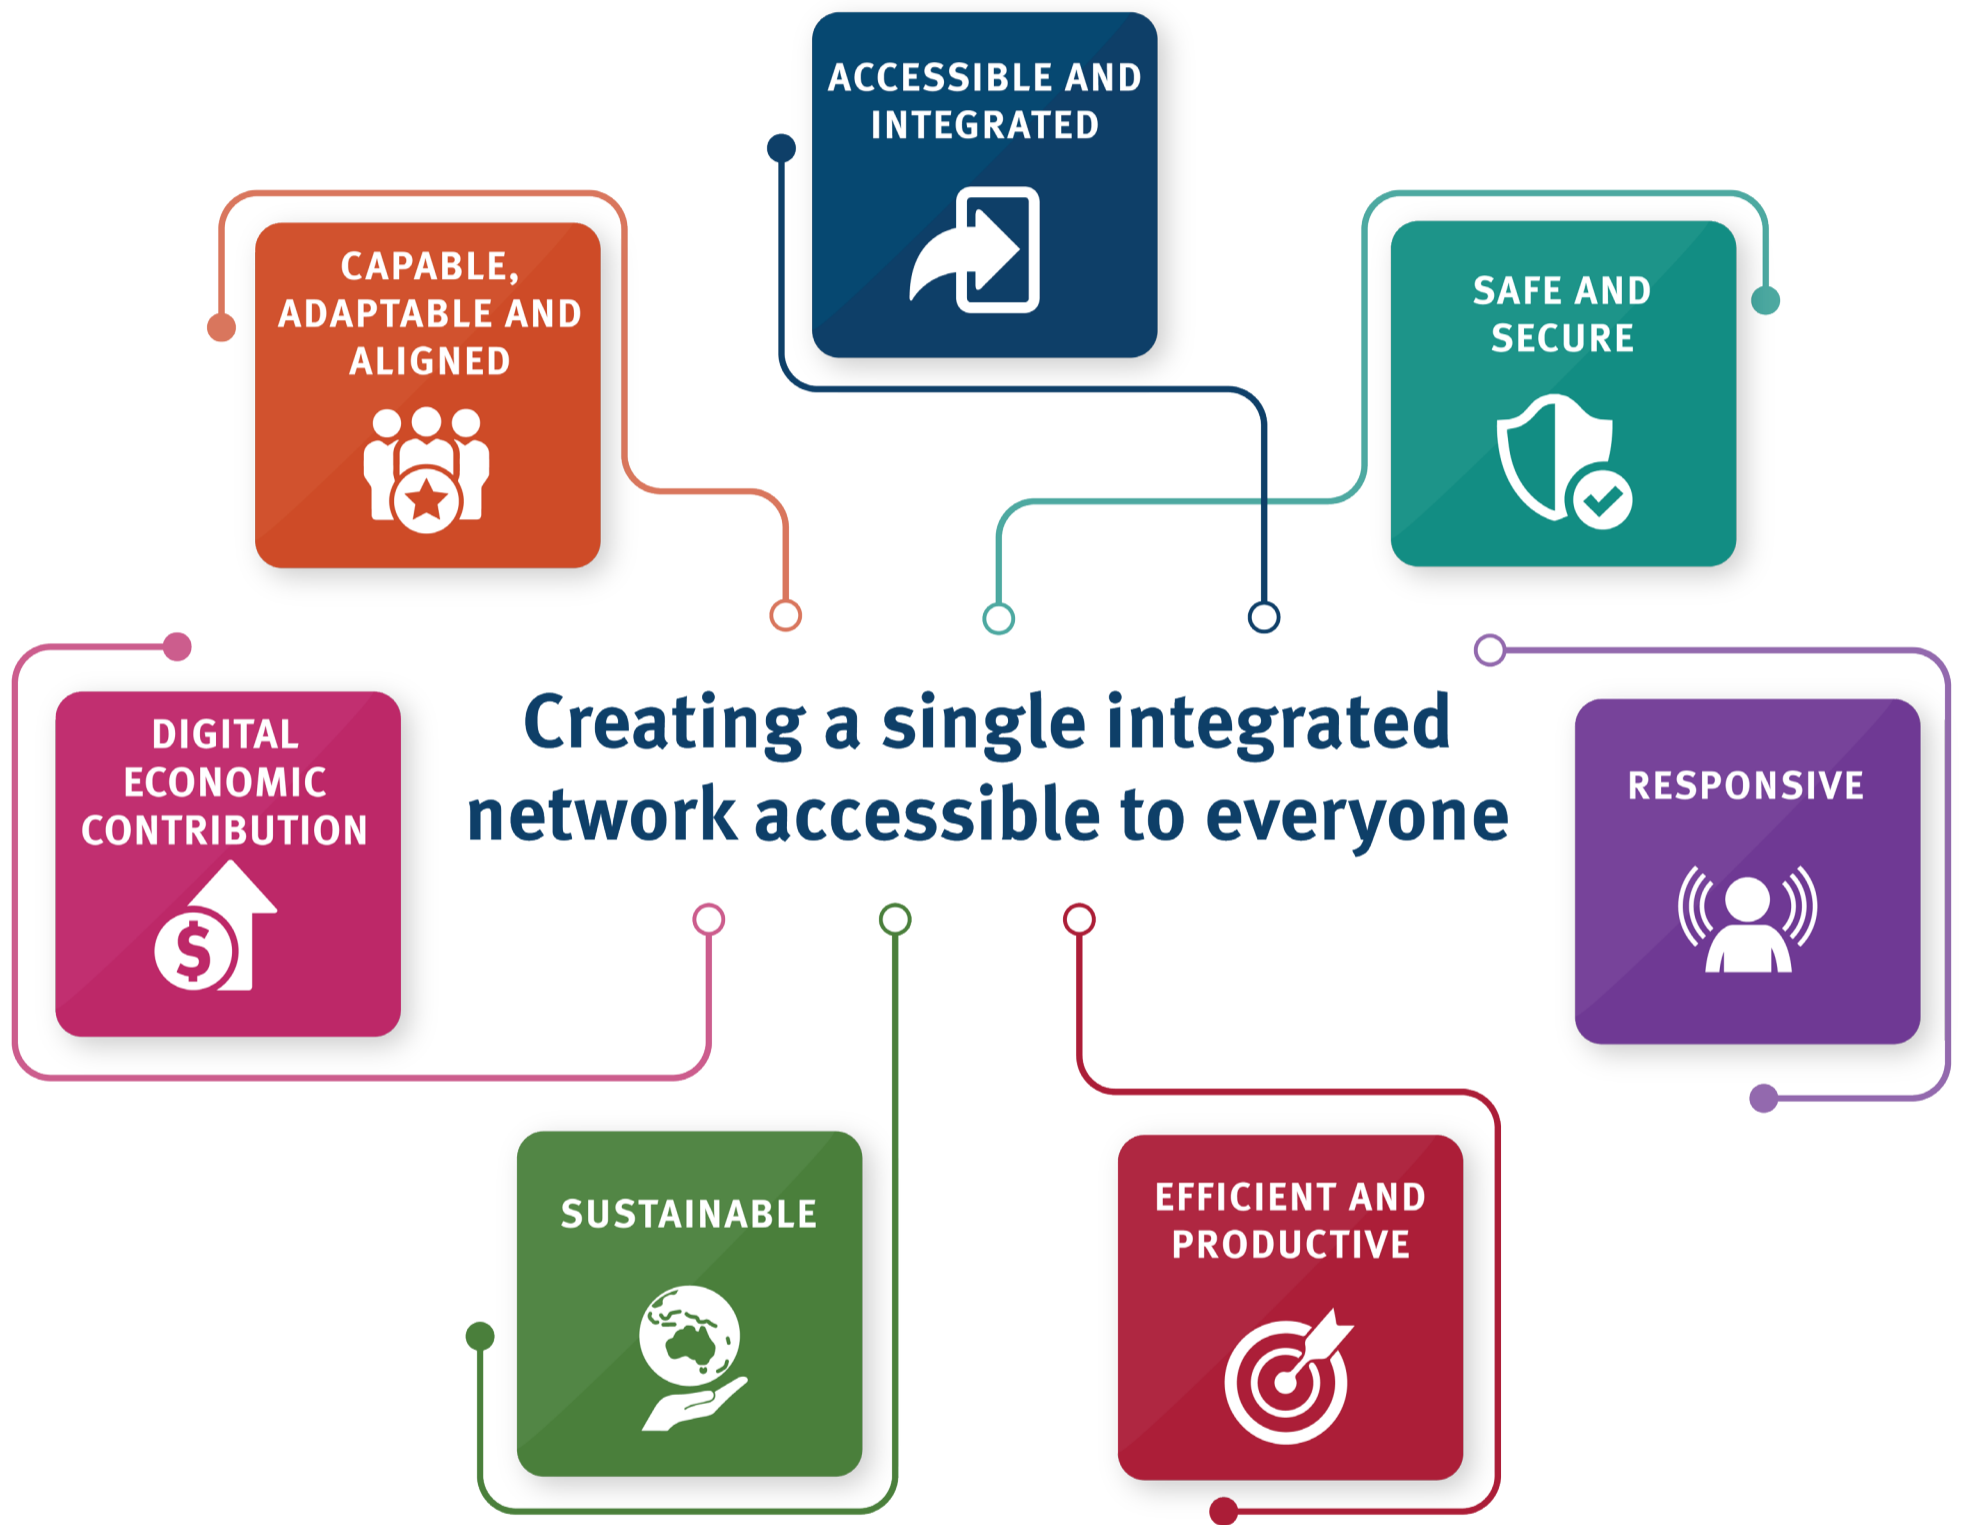 ACCESSIBLE AND
INTEGRATED
CAPABLE,
ADAPTABLE AND
ALIGNED
SAFE AND
SECURE
Creating a single integrated
network accessible to everyone
DIGITAL
ECONOMIC
CONTRIBUTION
$
RESPONSIVE
SUSTAINABLE
EFFICIENT AND
PRODUCTIVE